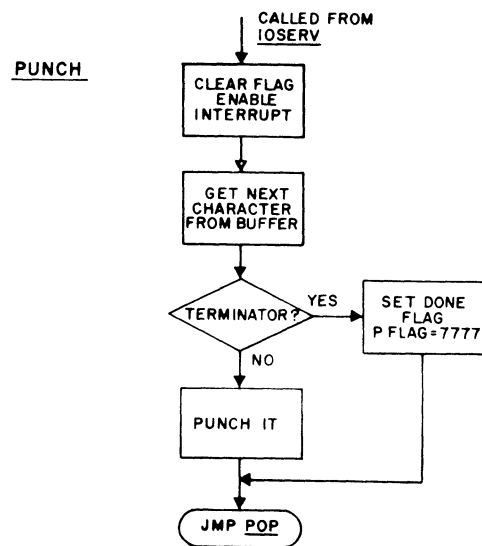 CALLED FROM
IOSERV
PUNCH
CLEAR FLAG
ENABLE
INTERRUPT
GET NEXT
CHARACTER
FROM BUFFER
TERMINATOR?
YES
SET DONE
FLAG
P FLAG=7777
NO
PUNCH IT
JMP POP